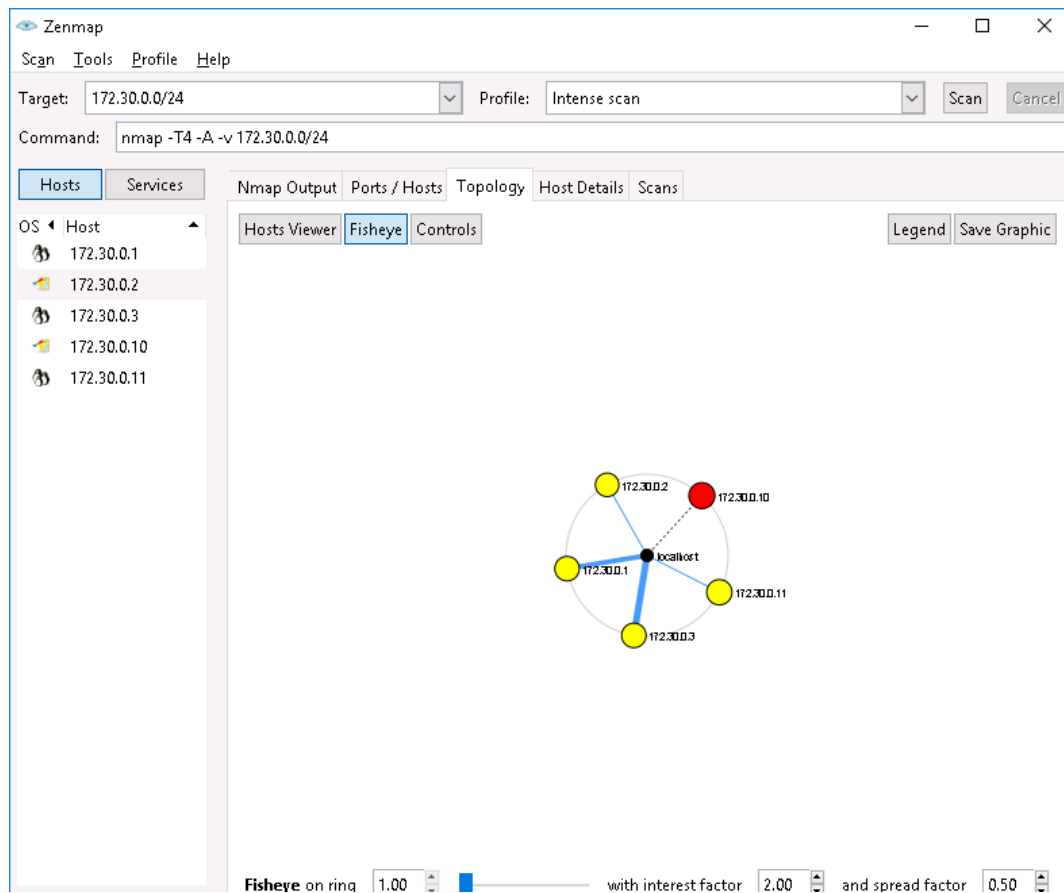 Zenmap
Scan Tools Profile Help
Target: 172.30.0.0/24 Profile: Intense scan Scan Cancel
Command: nmap -T4 -A -v 172.30.0.0/24
Hosts Services
Nmap Output Ports / Hosts Topology Host Details Scans
OS Host
172.30.0.1
172.30.0.2
172.30.0.3
172.30.0.10
172.30.0.11
Hosts Viewer Fisheye Controls Legend Save Graphic
172.30.0.2
172.30.0.10
localhost
172.30.0.1
172.30.0.11
172.30.0.3
Fisheye on ring 1.00 with interest factor 2.00 and spread factor 0.50